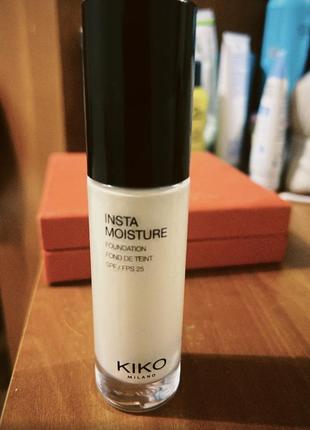 INSTA
MOISTURE
FOUNDATION
FOND DE TEINT
SPF / FPS 25
KIKO
MILANO